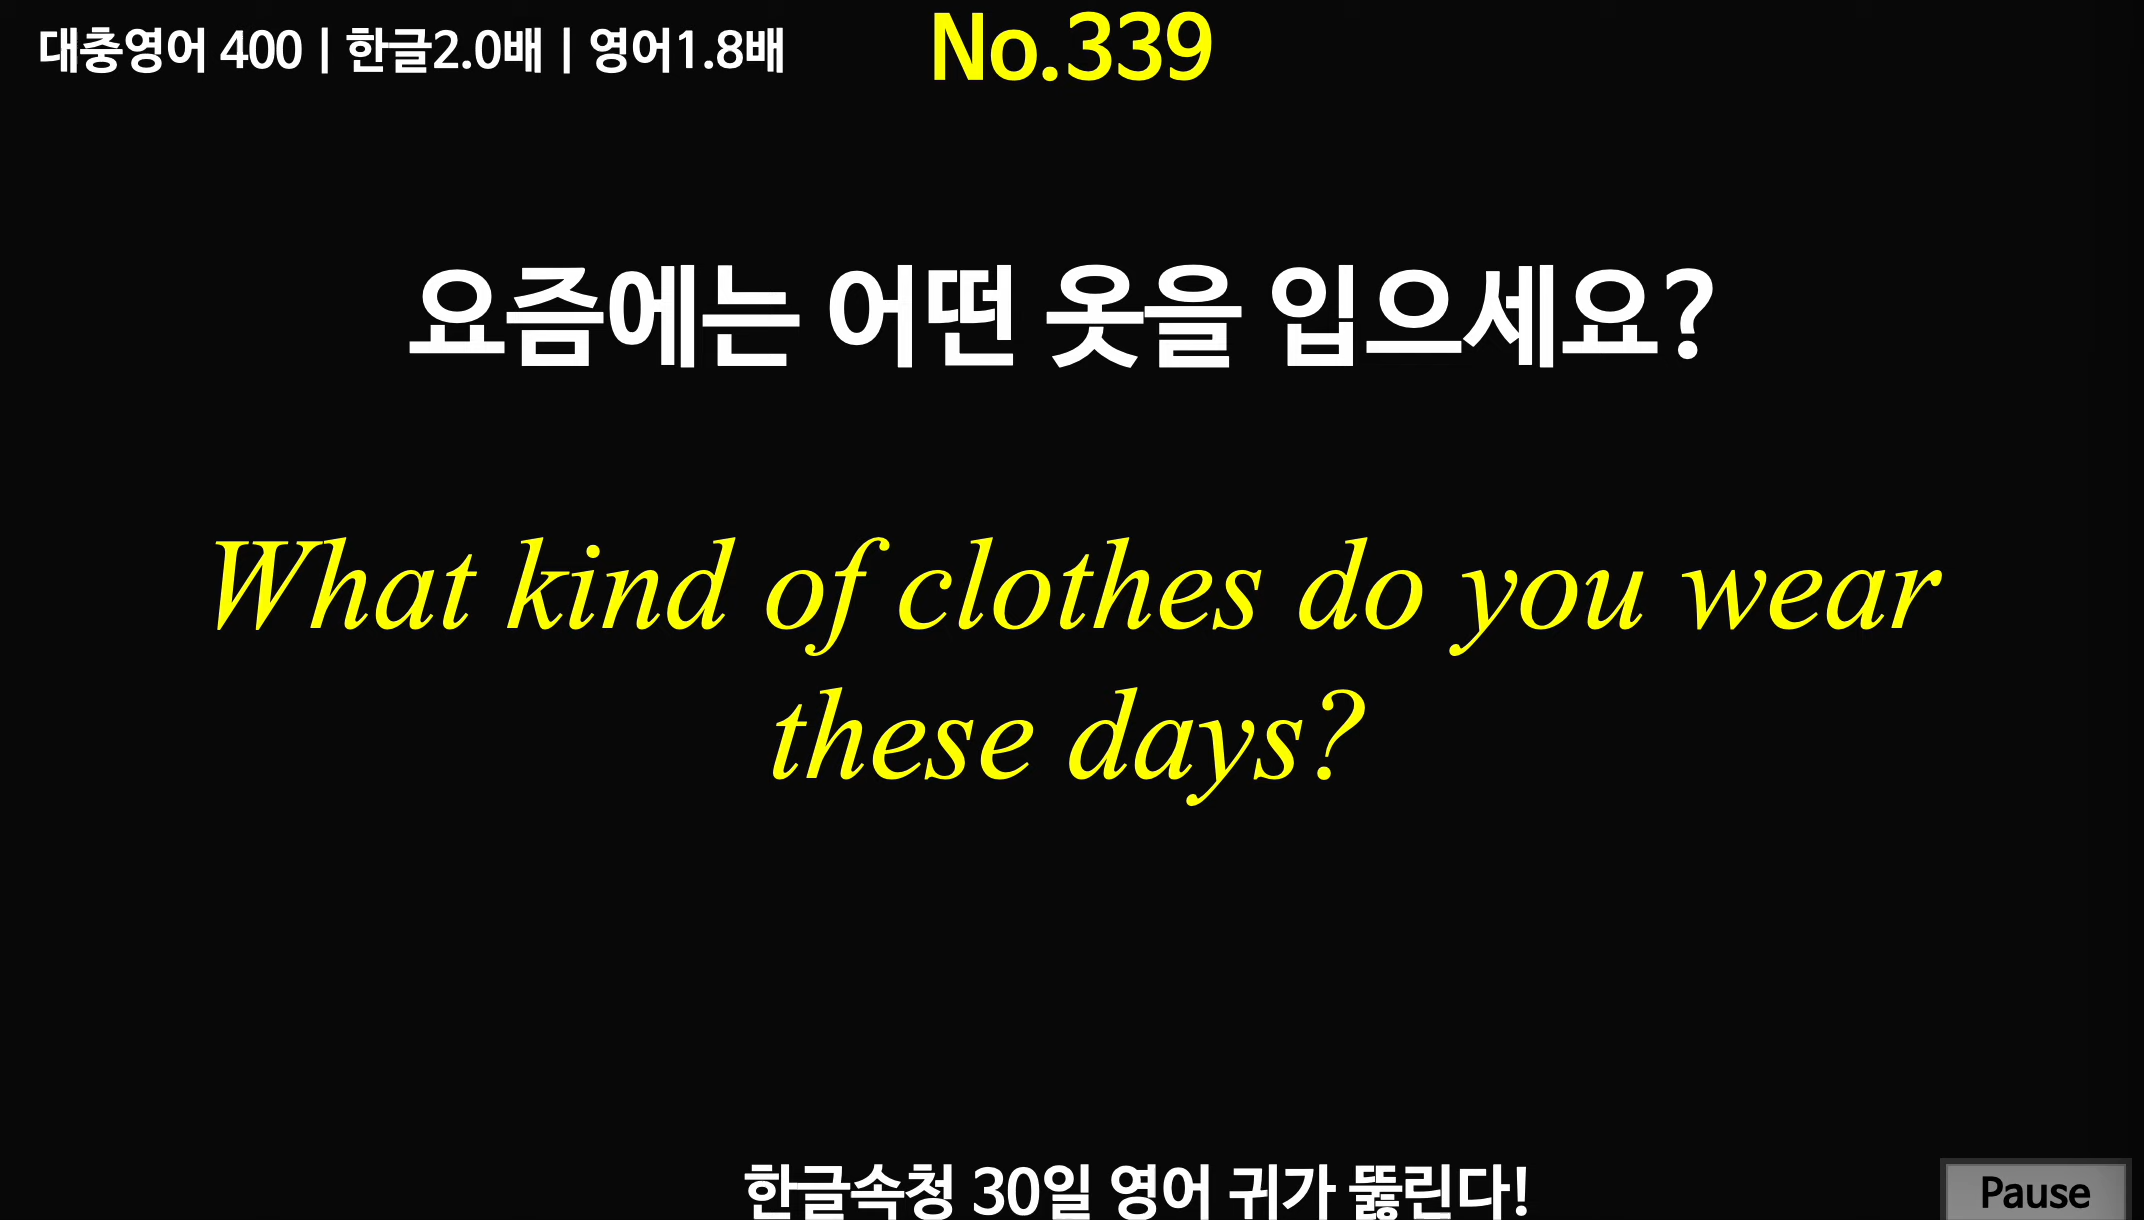 대충영어 400 | 한글2.0배 | 영어1.8배
No.339
요즘에는 어떤 옷을 입으세요?
What kind of clothes do you wear
these days?
한글속청 30일 영어 귀가 뚫린다!
Pause